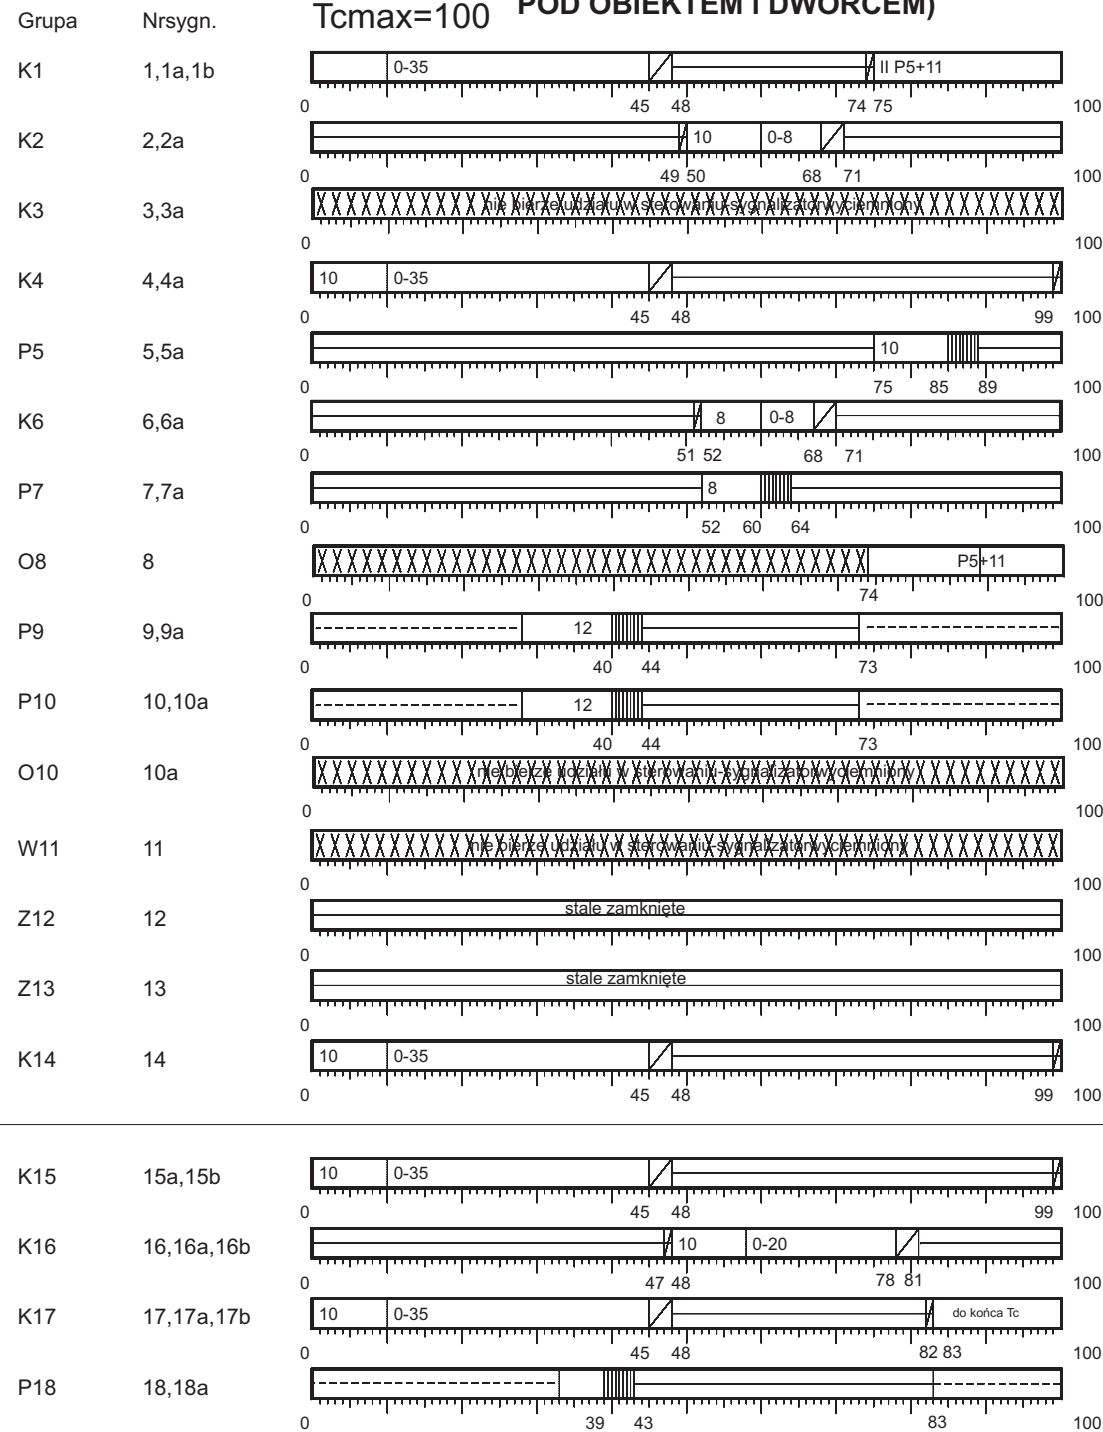 POD OBIEKTEM I DWORCEM)
Grupa Nrsygn. Tcmax=100
K1 1,1a,1b 0-35 II P5+11
0 45 48 74 75 100
K2 2,2a 10 0-8
0 49 50 68 71 100
K3 3,3a nie bierze udziału w sterowaniu-sygnalizatorwyciemniony
0 100
K4 4,4a 10 0-35
0 45 48 99 100
P5 5,5a 10
0 75 85 89 100
K6 6,6a 8 0-8
0 51 52 68 71 100
P7 7,7a 8
0 52 60 64 100
O8 8 P5+11
0 74 100
P9 9,9a 12
0 40 44 73 100
P10 10,10a 12
0 40 44 73 100
O10 10a nie bierze udziału w sterowaniu-sygnalizatorwyciemniony
0 100
W11 11 nie bierze udziału w sterowaniu-sygnalizatorwyciemniony
0 100
Z12 12 stale zamknięte
0 100
Z13 13 stale zamknięte
0 100
K14 14 10 0-35
0 45 48 99 100
K15 15a,15b 10 0-35
0 45 48 99 100
K16 16,16a,16b 10 0-20
0 47 48 78 81 100
K17 17,17a,17b 10 0-35 do końca Tc
0 45 48 82 83 100
P18 18,18a
0 39 43 83 100